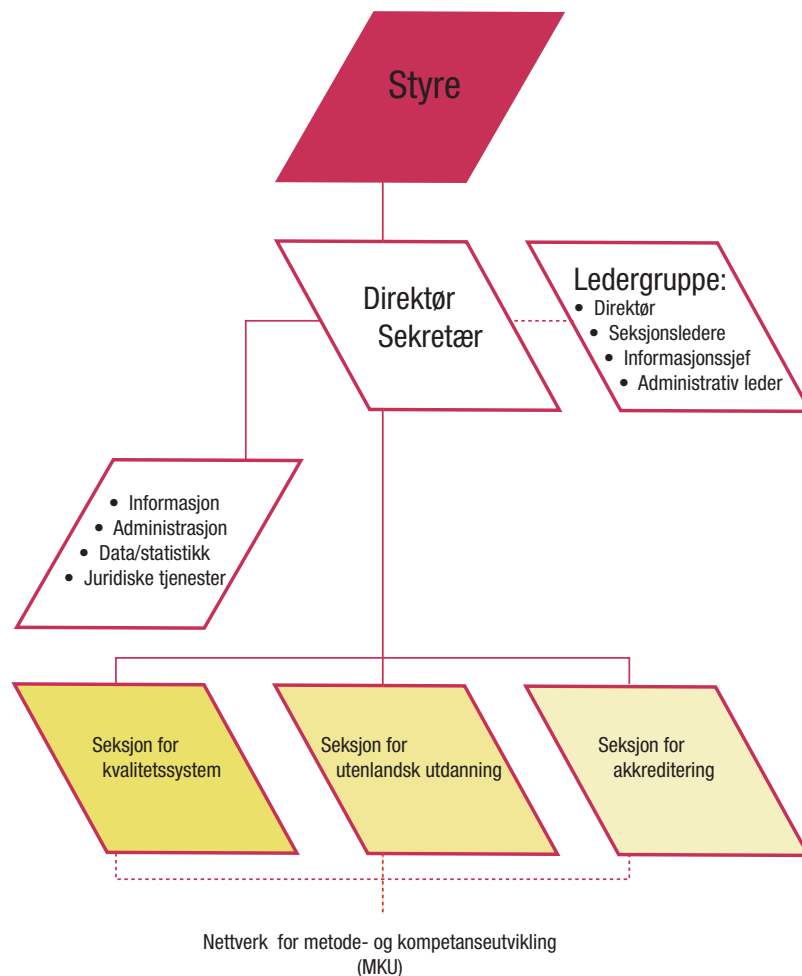 Styre
Direktør
Sekretær
Ledergruppe:
• Direktør
• Seksjonsledere
• Informasjonssjef
• Administrativ leder
• Informasjon
• Administrasjon
• Data/statistikk
• Juridiske tjenester
Seksjon for
kvalitetssystem
Seksjon for
utenlandsk utdanning
Seksjon for
akkreditering
Nettverk for metode- og kompetanseutvikling
(MKU)